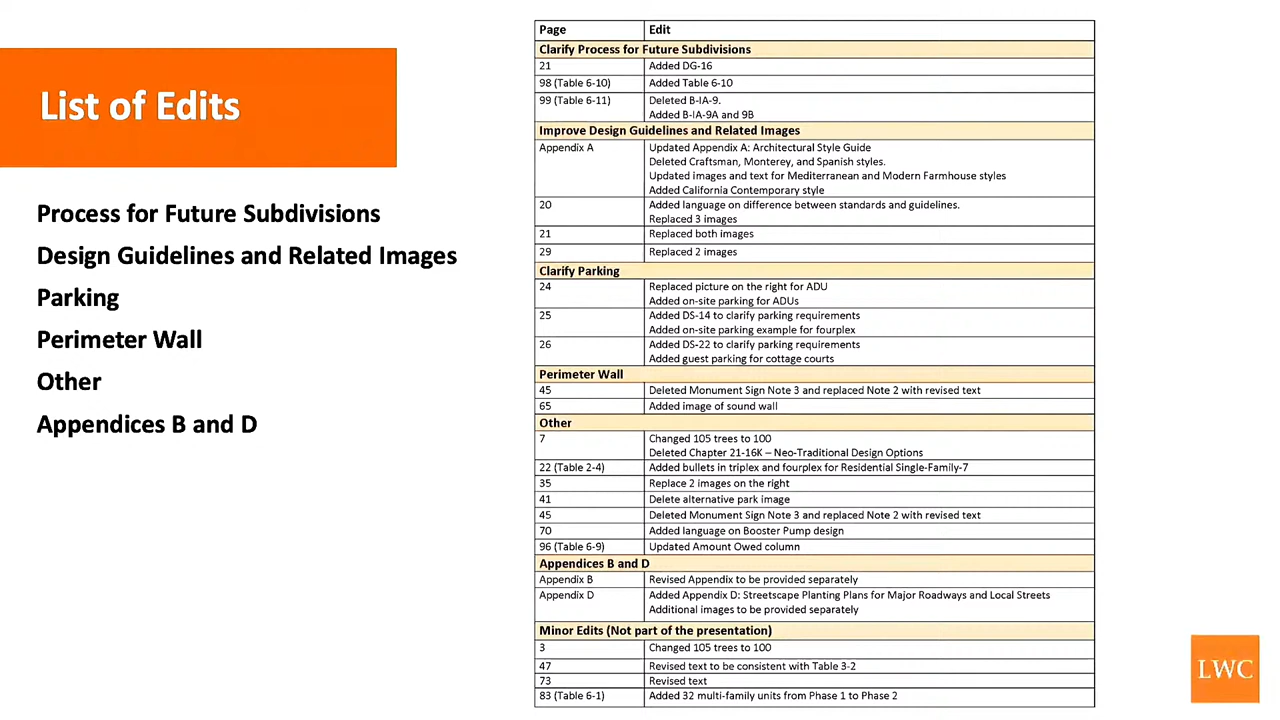 List of Edits
Process for Future Subdivisions
Design Guidelines and Related Images
Parking
Perimeter Wall
Other
Appendices B and D
Page Edit
Clarify Process for Future Subdivisions
21 Added DG-16
98 (Table 6-10) Added Table 6-10
99 (Table 6-11) Deleted B-IA-9.
Added B-IA-9A and 9B
Improve Design Guidelines and Related Images
Appendix A Updated Appendix A: Architectural Style Guide
Deleted Craftsman, Monterey, and Spanish styles.
Updated images and text for Mediterranean and Modern Farmhouse styles
Added California Contemporary style
20 Added language on difference between standards and guidelines.
Replaced 3 images
21 Replaced both images
29 Replaced 2 images
Clarify Parking
24 Replaced picture on the right for ADU
Added on-site parking for ADUs
25 Added DS-14 to clarify parking requirements
Added on-site parking example for fourplex
26 Added DS-22 to clarify parking requirements
Added guest parking for cottage courts
Perimeter Wall
45 Deleted Monument Sign Note 3 and replaced Note 2 with revised text
65 Added image of sound wall
Other
7 Changed 105 trees to 100
Deleted Chapter 21-16K – Neo-Traditional Design Options
22 (Table 2-4) Added bullets in triplex and fourplex for Residential Single-Family-7
35 Replace 2 images on the right
41 Delete alternative park image
45 Deleted Monument Sign Note 3 and replaced Note 2 with revised text
70 Added language on Booster Pump design
96 (Table 6-9) Updated Amount Owed column
Appendices B and D
Appendix B Revised Appendix to be provided separately
Appendix D Added Appendix D: Streetscape Planting Plans for Major Roadways and Local Streets
Additional images to be provided separately
Minor Edits (Not part of the presentation)
3 Changed 105 trees to 100
47 Revised text to be consistent with Table 3-2
73 Revised text
83 (Table 6-1) Added 32 multi-family units from Phase 1 to Phase 2
LWC